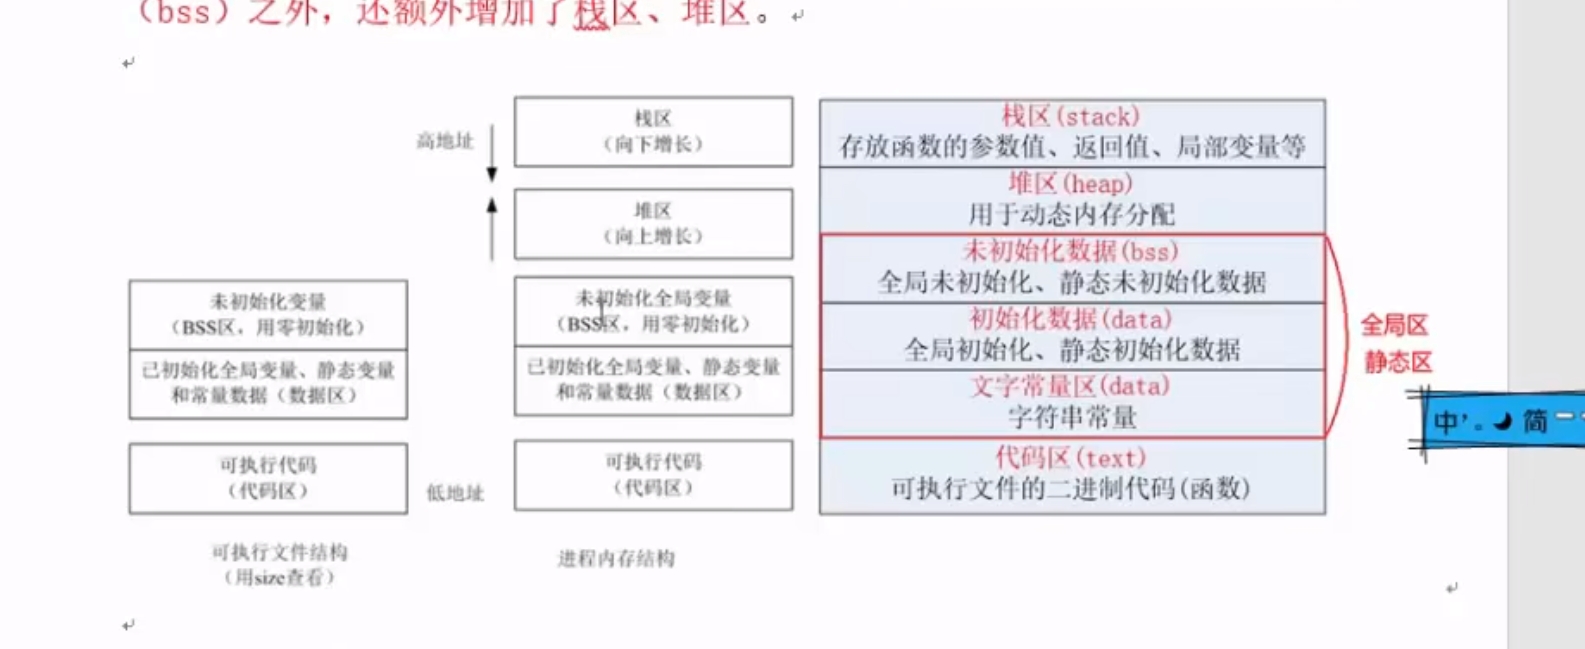 （bss）之外，还额外增加了栈区、堆区。
高地址
栈区
（向下增长）
堆区
（向上增长）
未初始化变量
（BSS区，用零初始化）
已初始化全局变量、静态变量
和常量数据（数据区）
可执行代码
（代码区）
可执行文件结构
（用size查看）
未初始化全局变量
（BSS区，用零初始化）
已初始化全局变量、静态变量
和常量数据（数据区）
低地址
可执行代码
（代码区）
进程内存结构
栈区(stack)
存放函数的参数值、返回值、局部变量等
堆区(heap)
用于动态内存分配
未初始化数据(bss)
全局未初始化、静态未初始化数据
初始化数据(data)
全局初始化、静态初始化数据
文字常量区(data)
字符串常量
代码区(text)
可执行文件的二进制代码(函数)
全局区
静态区
中’。简